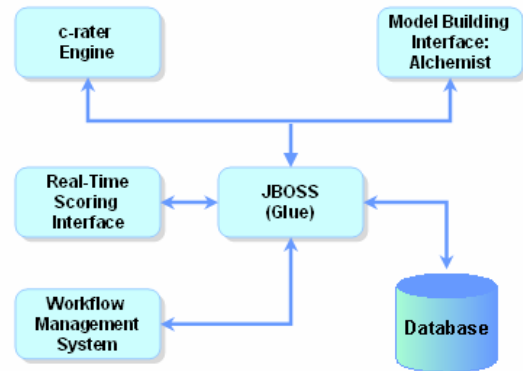 c-rater
Engine
Model Building
Interface:
Alchemist
Real-Time
Scoring
Interface
JBOSS
(Glue)
Workflow
Management
System
Database